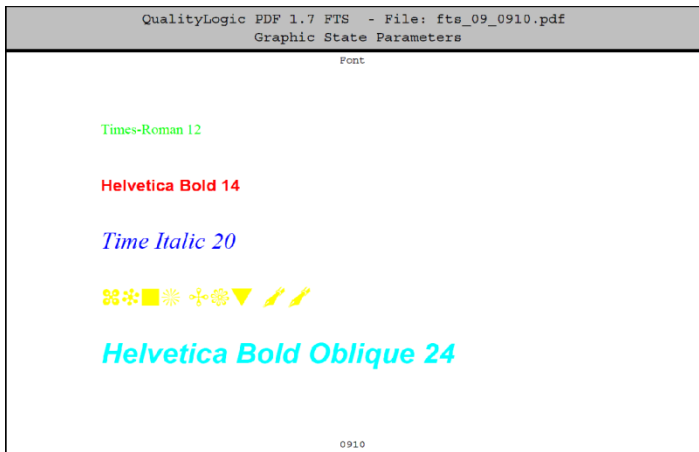 QualityLogic PDF 1.7 FTS - File: fts_09_0910.pdf
Graphic State Parameters
Font
Times-Roman 12
Helvetica Bold 14
Time Italic 20
Helvetica Bold Oblique 24
0910